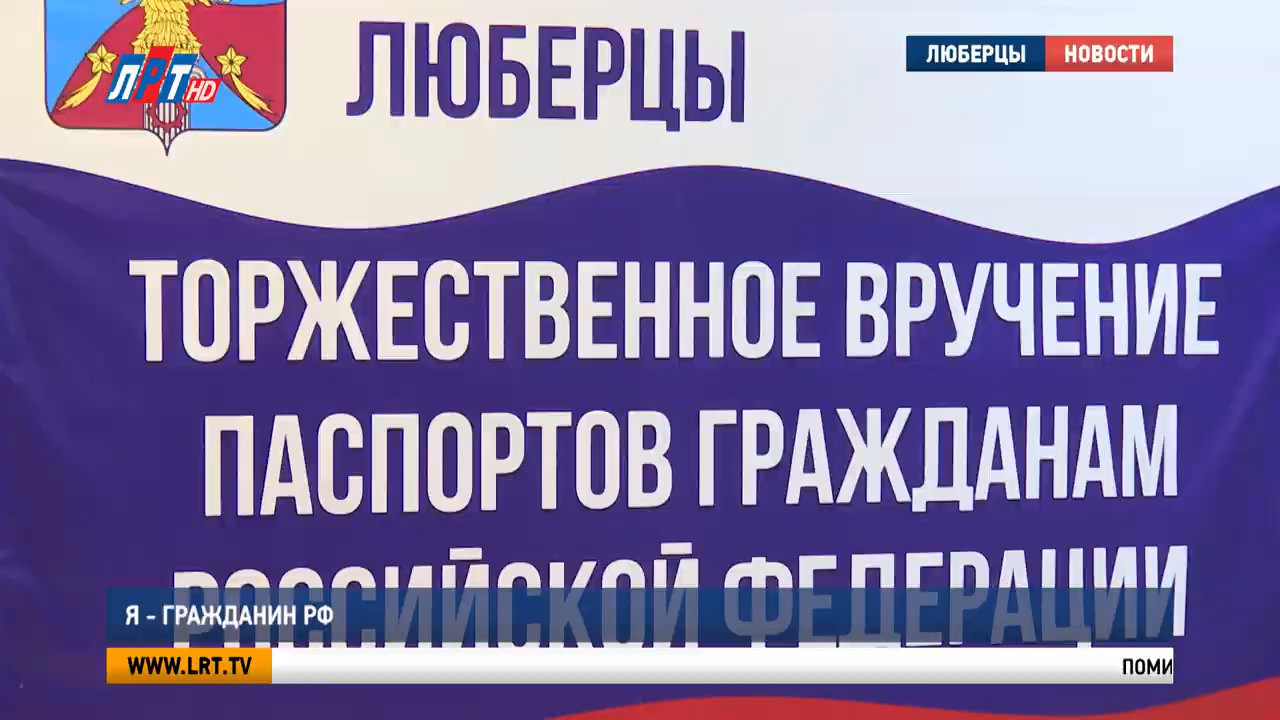 ЛРТ HD
ЛЮБЕРЦЫ
ЛЮБЕРЦЫ НОВОСТИ
ТОРЖЕСТВЕННОЕ ВРУЧЕНИЕ
ПАСПОРТОВ ГРАЖДАНАМ
РОССИЙСКОЙ ФЕДЕРАЦИИ
Я - ГРАЖДАНИН РФ
WWW.LRT.TV
ПОМИ